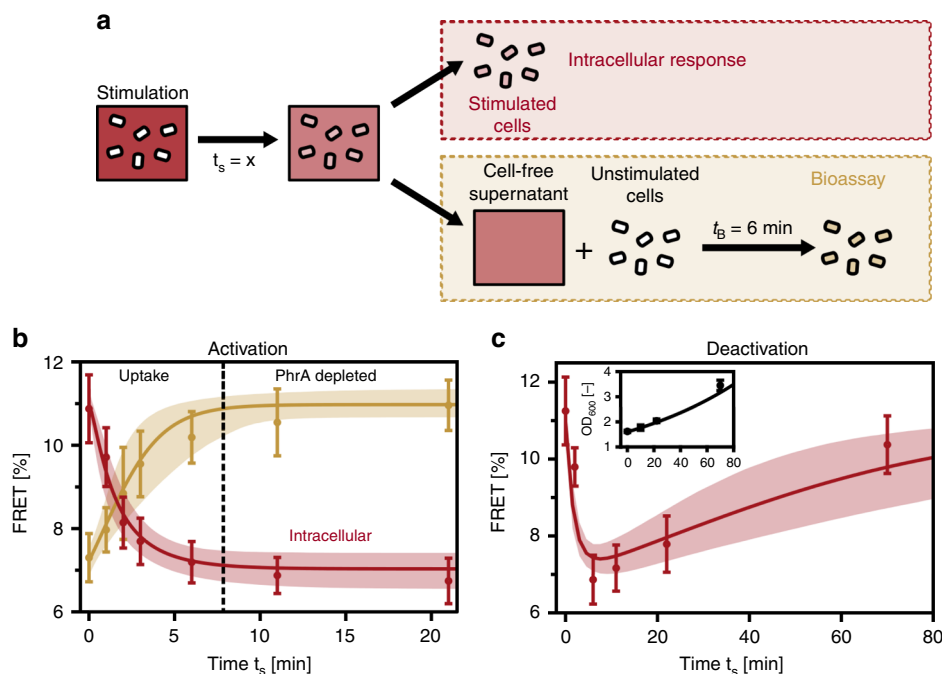 a
Stimulation
t_s = x
Intracellular response
Stimulated
cells
Cell-free
supernatant
Unstimulated
cells
Bioassay
+
t_B = 6 min
b
Activation
Uptake
PhrA depleted
Intracellular
FRET [%]
12
10
8
6
0
5
10
15
20
Time t_s [min]
c
Deactivation
FRET [%]
12
10
8
6
0
20
40
60
80
Time t_s [min]
OD_600 [–]
4
3
2
1
0
20
40
60
80